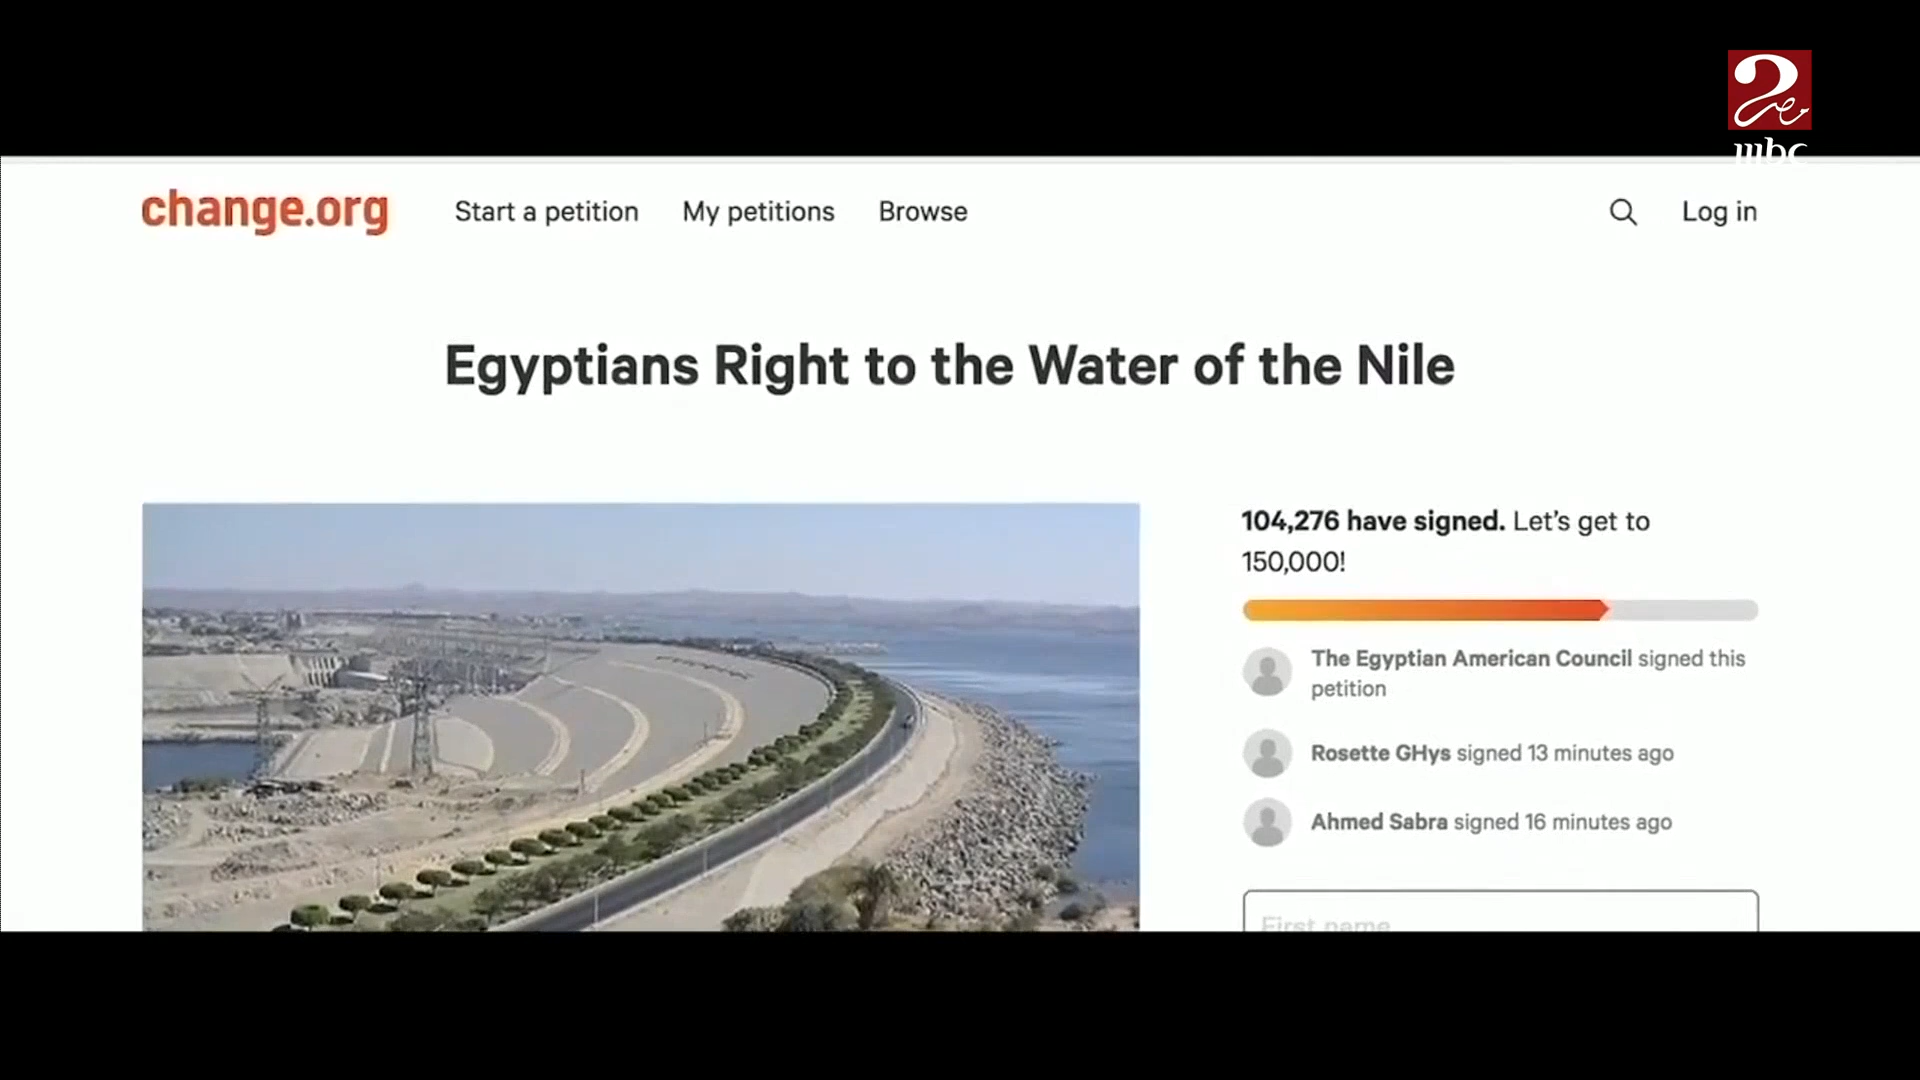 mbc
change.org
Start a petition
My petitions
Browse
Log in
Egyptians Right to the Water of the Nile
104,276 have signed. Let's get to
150,000!
The Egyptian American Council signed this
petition
Rosette GHys signed 13 minutes ago
Ahmed Sabra signed 16 minutes ago
First name